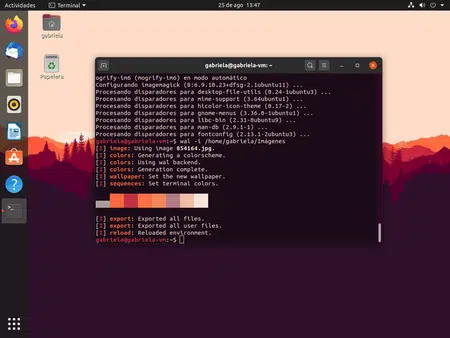 Actividades
Terminal
25 de ago 13:47
gabriela
Papelera
gabriela@gabriela-vm: ~
ogrify-im6 (mogrify-im6) en modo automático
Configurando imagemagick (8:6.9.10.23+dfsg-2.1ubuntu11) ...
Procesando disparadores para desktop-file-utils (0.24-1ubuntu3) ...
Procesando disparadores para mime-support (3.64ubuntu1) ...
Procesando disparadores para hicolor-icon-theme (0.17-2) ...
Procesando disparadores para gnome-menus (3.36.0-1ubuntu1) ...
Procesando disparadores para libc-bin (2.31-0ubuntu9) ...
Procesando disparadores para man-db (2.9.1-1) ...
Procesando disparadores para fontconfig (2.13.1-2ubuntu3) ...
gabriela@gabriela-vm:~$ wal -i /home/gabriela/Imágenes
[I] image: Using image 854164.jpg.
[I] colors: Generating a colorscheme.
[I] colors: Using wal backend.
[I] colors: Generation complete.
[I] wallpaper: Set the new wallpaper.
[I] sequences: Set terminal colors.
[I] export: Exported all files.
[I] export: Exported all user files.
[I] reload: Reloaded environment.
gabriela@gabriela-vm:~$